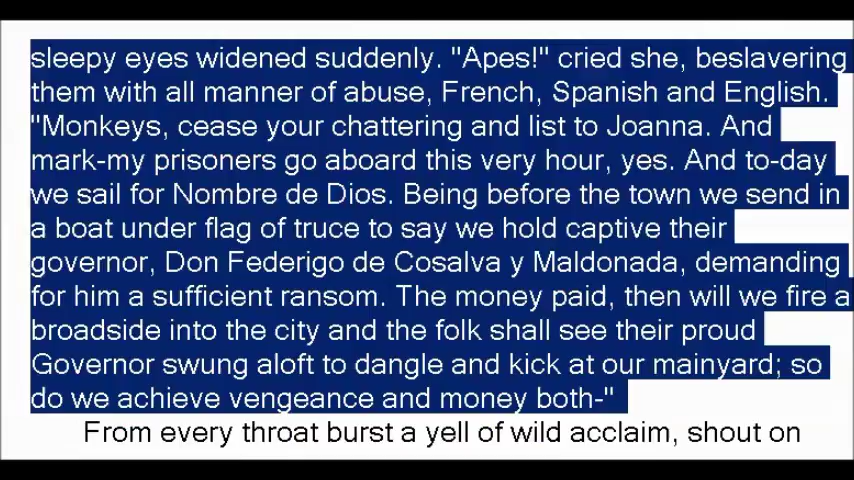 sleepy eyes widened suddenly. "Apes!" cried she, beslavering
them with all manner of abuse, French, Spanish and English.
"Monkeys, cease your chattering and list to Joanna. And
mark-my prisoners go aboard this very hour, yes. And to-day
we sail for Nombre de Dios. Being before the town we send in
a boat under flag of truce to say we hold captive their
governor, Don Federigo de Cosalva y Maldonada, demanding
for him a sufficient ransom. The money paid, then will we fire a
broadside into the city and the folk shall see their proud
Governor swung aloft to dangle and kick at our mainyard; so
do we achieve vengeance and money both-"
From every throat burst a yell of wild acclaim, shout on